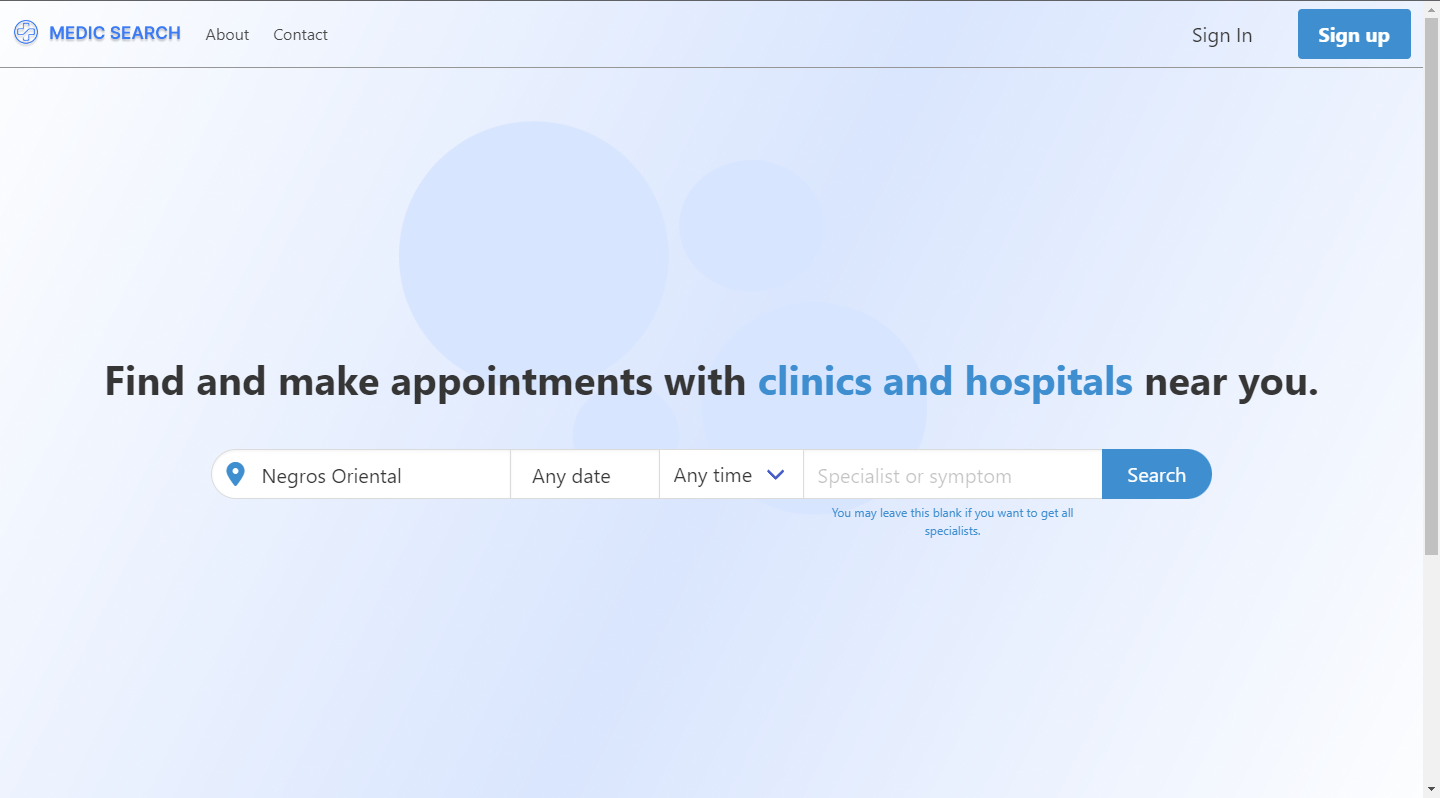 MEDIC SEARCH About Contact Sign In Sign up
Find and make appointments with clinics and hospitals near you.
Negros Oriental Any date Any time Specialist or symptom Search
You may leave this blank if you want to get all
specialists.